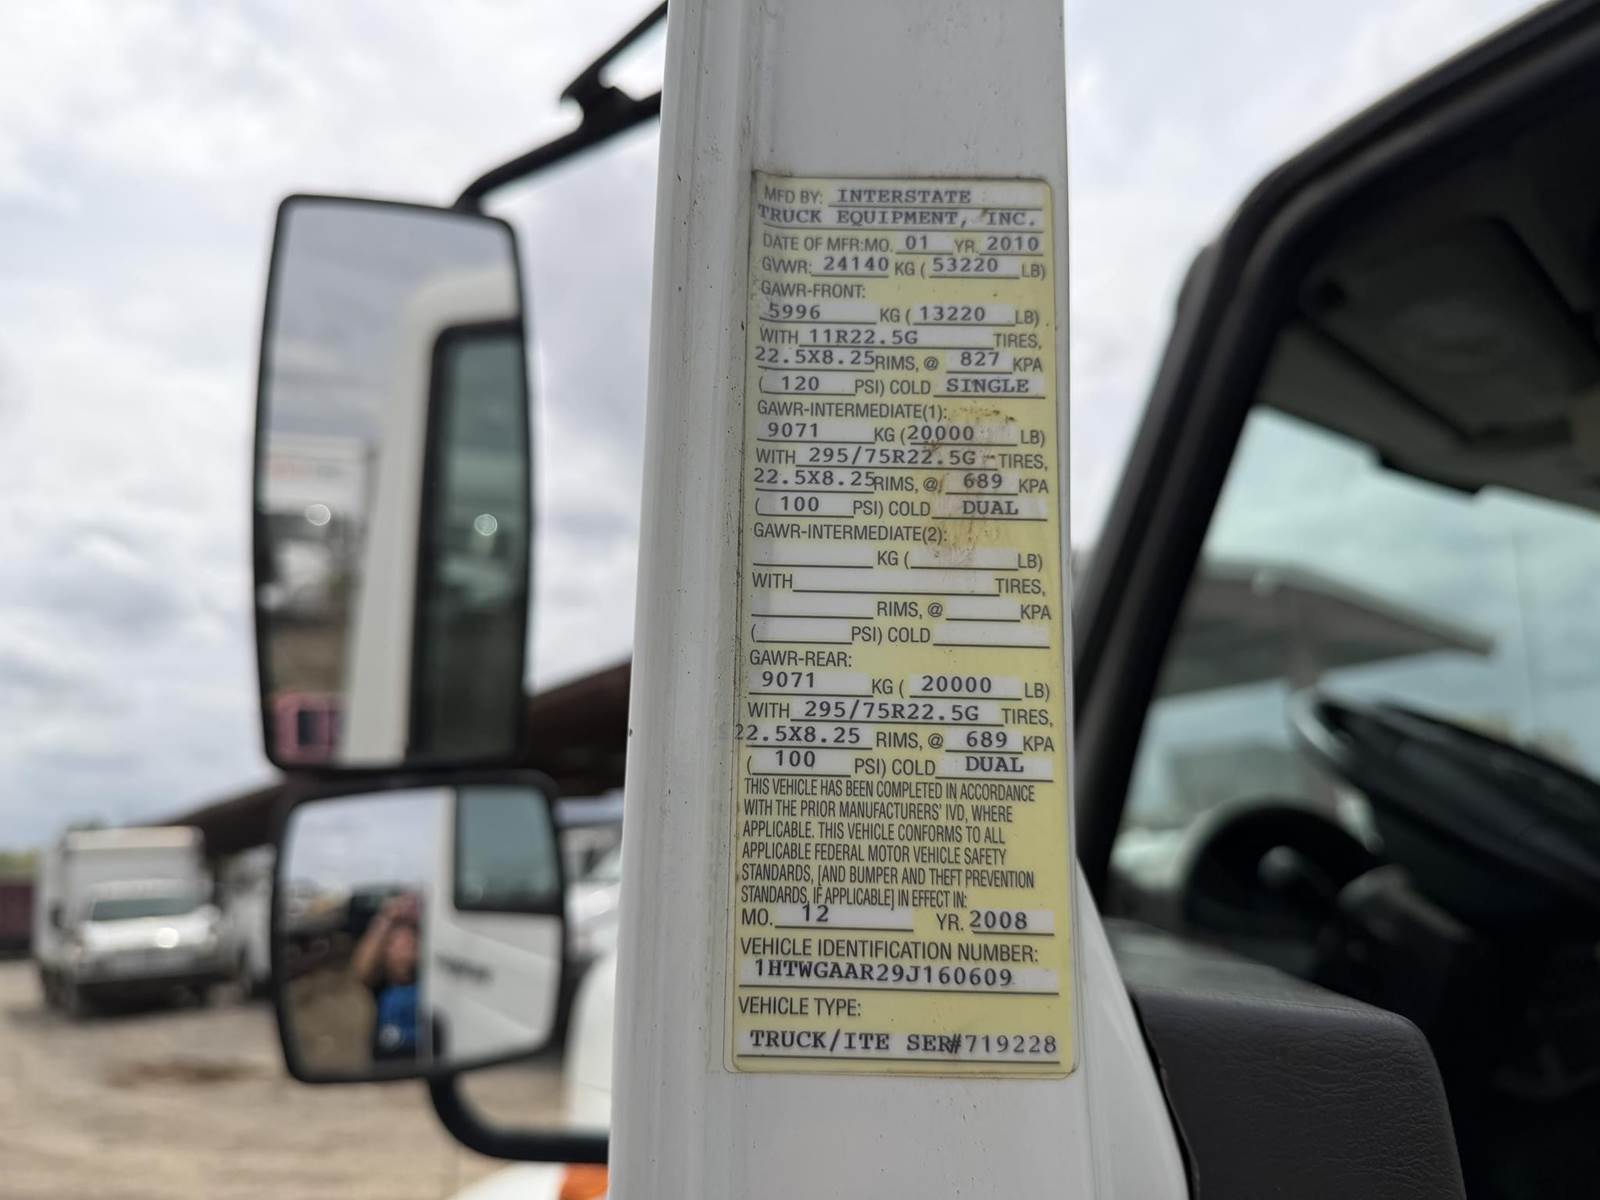 MFD BY: INTERSTATE
TRUCK EQUIPMENT, INC.
DATE OF MFR:MO. 01 YR. 2010
GVWR: 24140 KG ( 53220 LB)
GAWR-FRONT:
5996 KG ( 13220 LB)
WITH 11R22.5G TIRES,
22.5X8.25 RIMS, @ 827 KPA
( 120 PSI) COLD SINGLE
GAWR-INTERMEDIATE(1):
9071 KG (20000 LB)
WITH 295/75R22.5G TIRES,
22.5X8.25 RIMS, @ 689 KPA
( 100 PSI) COLD DUAL
GAWR-INTERMEDIATE(2):
KG ( LB)
WITH TIRES,
RIMS, @ KPA
( PSI) COLD
GAWR-REAR:
9071 KG ( 20000 LB)
WITH 295/75R22.5G TIRES,
22.5X8.25 RIMS, @ 689 KPA
( 100 PSI) COLD DUAL
THIS VEHICLE HAS BEEN COMPLETED IN ACCORDANCE
WITH THE PRIOR MANUFACTURERS' IVD, WHERE
APPLICABLE. THIS VEHICLE CONFORMS TO ALL
APPLICABLE FEDERAL MOTOR VEHICLE SAFETY
STANDARDS, [AND BUMPER AND THEFT PREVENTION
STANDARDS, IF APPLICABLE] IN EFFECT IN:
MO. 12 YR. 2008
VEHICLE IDENTIFICATION NUMBER:
1HTWGAAR29J160609
VEHICLE TYPE:
TRUCK/ITE SER#719228